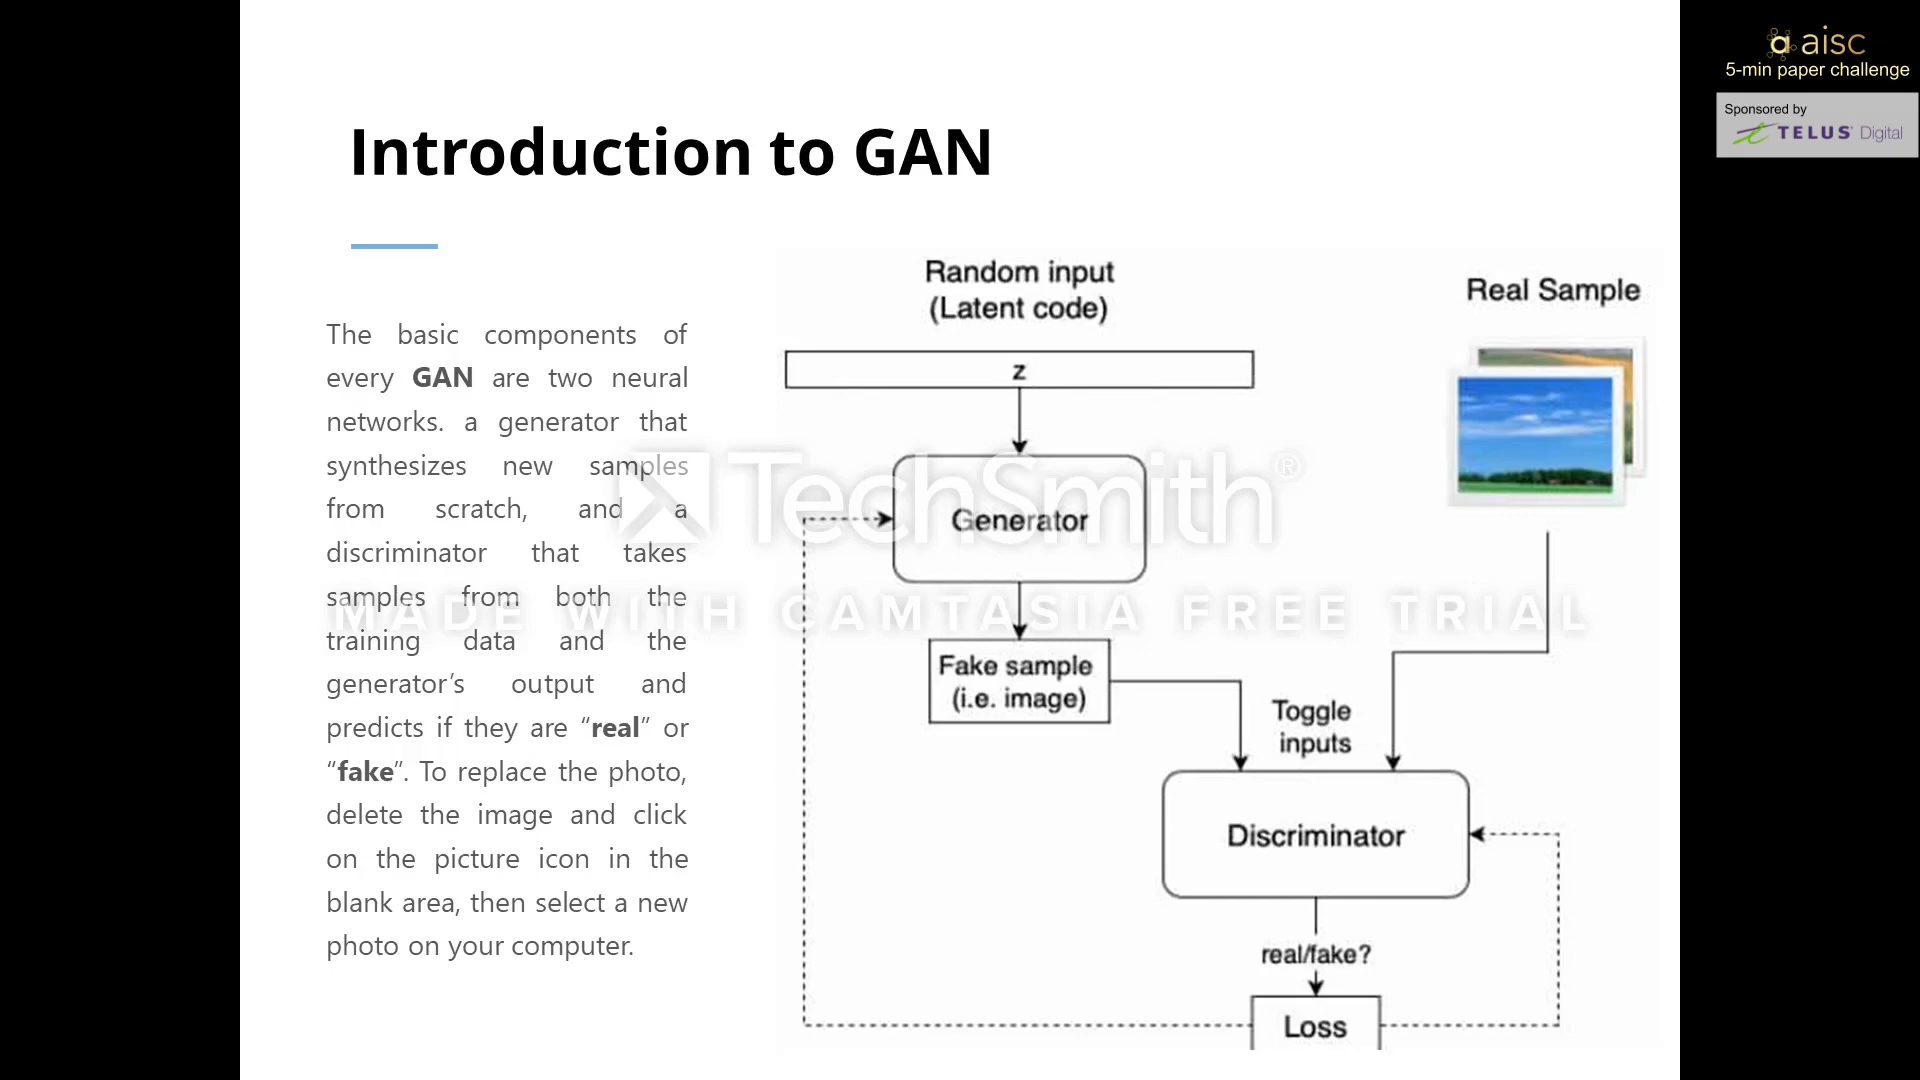 aisc
5-min paper challenge
Sponsored by
TELUS® Digital
Introduction to GAN
The basic components of
every GAN are two neural
networks. a generator that
synthesizes new samples
from scratch, and a
discriminator that takes
samples from both the
training data and the
generator’s output and
predicts if they are “real” or
“fake”. To replace the photo,
delete the image and click
on the picture icon in the
blank area, then select a new
photo on your computer.
Random input
(Latent code)
z
Real Sample
Generator
Fake sample
(i.e. image)
Toggle
inputs
Discriminator
real/fake?
Loss
TechSmith®
MADE WITH CAMTASIA FREE TRIAL